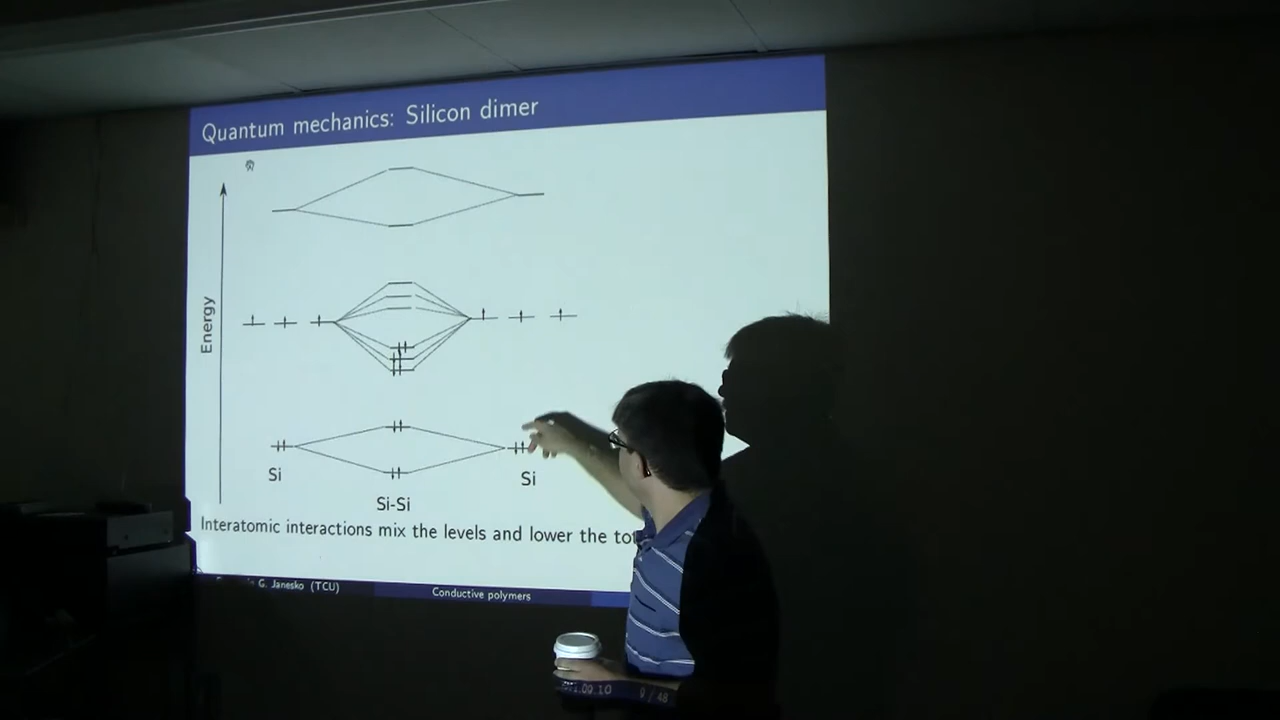 Quantum mechanics: Silicon dimer
Energy
Si
Si
Si-Si
Interatomic interactions mix the levels and lower the
G. Janesko (TCU)
Conductive polymers
9 / 48